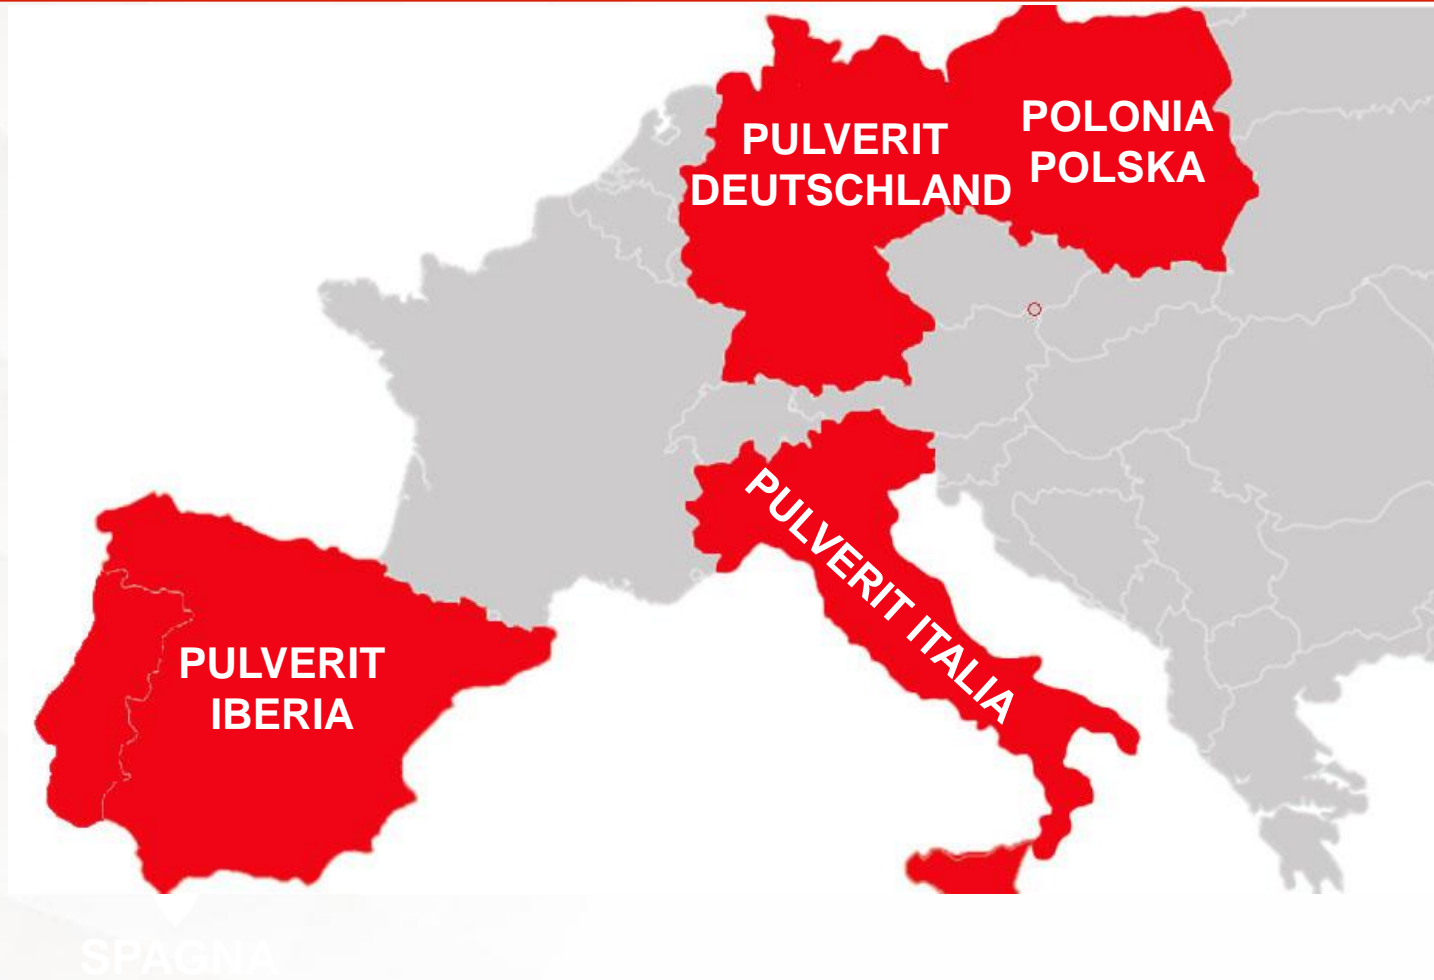 PULVERIT
DEUTSCHLAND
POLONIA
POLSKA
PULVERIT ITALIA
PULVERIT
IBERIA
SPAGNA